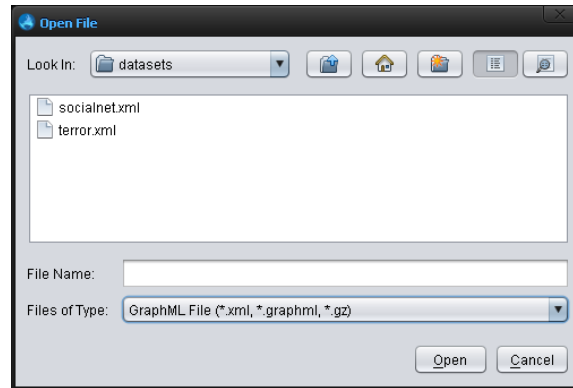 Open File
Look In: datasets
socialnet.xml
terror.xml
File Name:
Files of Type: GraphML File (*.xml, *.graphml, *.gz)
Open Cancel